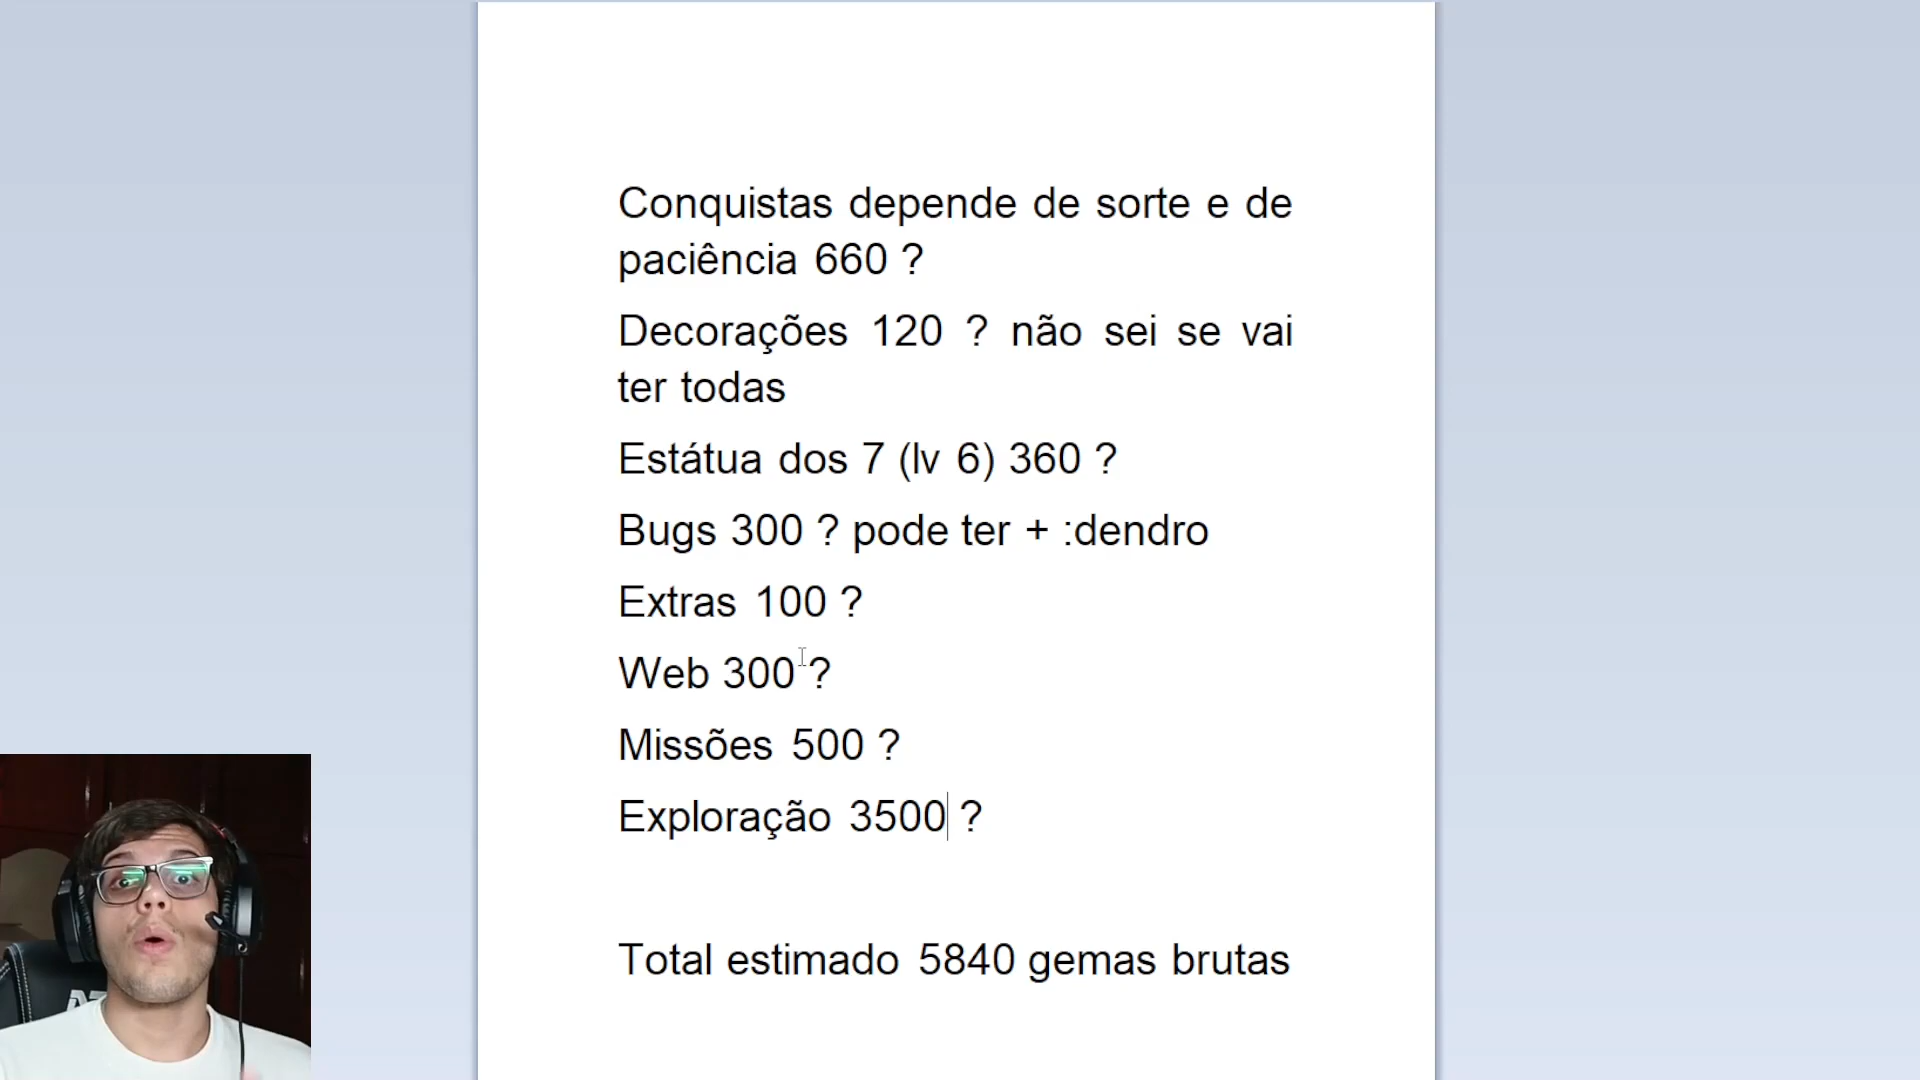 Conquistas depende de sorte e de
paciência 660 ?
Decorações 120 ? não sei se vai
ter todas
Estátua dos 7 (lv 6) 360 ?
Bugs 300 ? pode ter + :dendro
Extras 100 ?
Web 300 ?
Missões 500 ?
Exploração 3500 ?
Total estimado 5840 gemas brutas